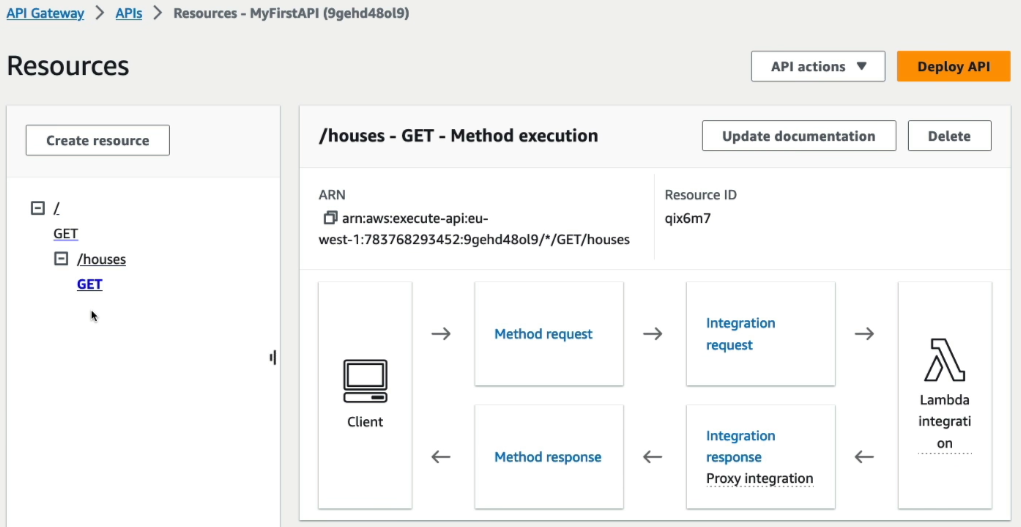 API Gateway > APIs > Resources - MyFirstAPI (9gehd48ol9)
Resources
API actions ▼
Deploy API
Create resource
/
GET
/houses
GET
/houses - GET - Method execution
Update documentation
Delete
ARN
arn:aws:execute-api:eu-
west-1:783768293452:9gehd48ol9/*/GET/houses
Resource ID
qix6m7
Client
Method request
Integration
request
Lambda
integrati
on
Method response
Integration
response
Proxy integration